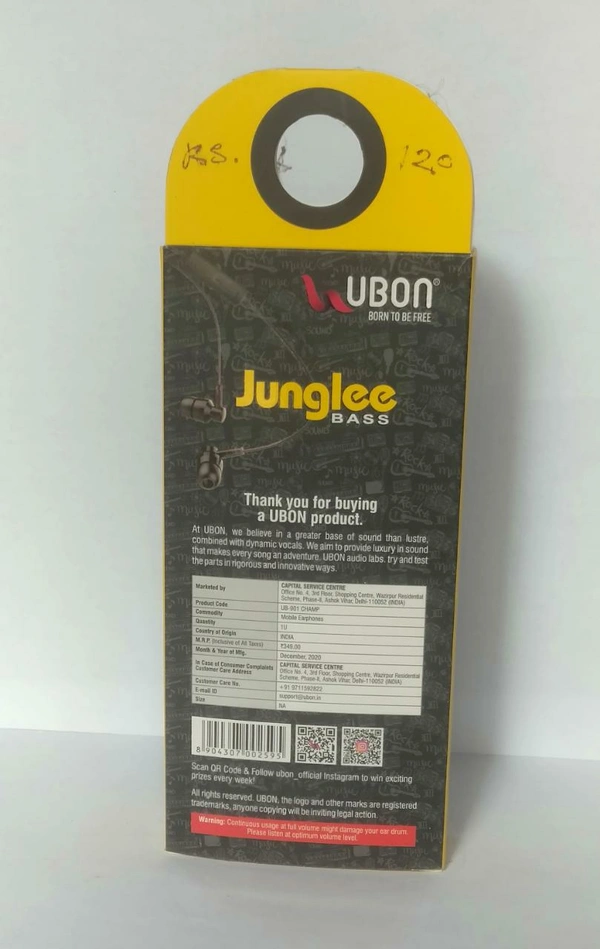 RS. 120
UBON®
BORN TO BE FREE
Junglee
BASS
Thank you for buying
a UBON product.
At UBON, we believe in a greater base of sound than lustre,
combined with dynamic vocals. We aim to provide luxury in sound
that makes every song an adventure. UBON audio labs. try and test
the parts in rigorous and innovative ways.
Marketed by CAPITAL SERVICE CENTRE
Office No. 4, 3rd Floor, Shopping Centre, Wazirpur Residential
Scheme, Phase-II, Ashok Vihar, Delhi-110052 (INDIA)
Product Code UB-901 CHAMP
Commodity Mobile Earphones
Quantity 1U
Country of Origin INDIA
M.R.P. (Inclusive of All Taxes) ₹349.00
Month & Year of Mfg. December, 2020
In Case of Consumer Complaints CAPITAL SERVICE CENTRE
Customer Care Address Office No. 4, 3rd Floor, Shopping Centre, Wazirpur Residential
Scheme, Phase-II, Ashok Vihar, Delhi-110052 (INDIA)
Customer Care No. +91 9711592822
E-mail ID support@ubon.in
Size NA
8 904307 002595
Scan QR Code & Follow ubon_official Instagram to win exciting
prizes every week!
All rights reserved. UBON, the logo and other marks are registered
trademarks, anyone copying will be inviting legal action.
Warning: Continuous usage at full volume might damage your ear drum.
Please listen at optimum volume level.